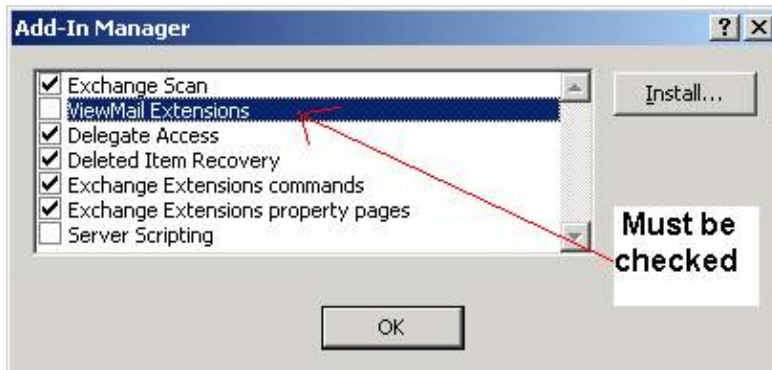 Add-In Manager
Exchange Scan
Install...
ViewMail Extensions
Delegate Access
Deleted Item Recovery
Exchange Extensions commands
Exchange Extensions property pages
Server Scripting
Must be
checked
OK